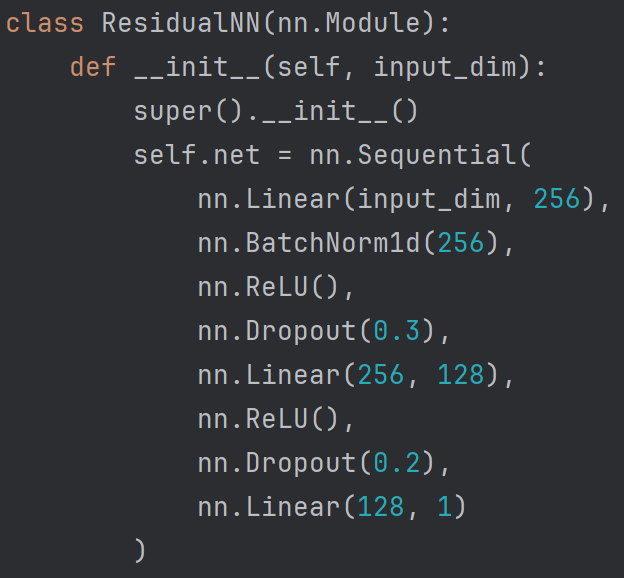 class ResidualNN(nn.Module):
    def __init__(self, input_dim):
        super().__init__()
        self.net = nn.Sequential(
            nn.Linear(input_dim, 256),
            nn.BatchNorm1d(256),
            nn.ReLU(),
            nn.Dropout(0.3),
            nn.Linear(256, 128),
            nn.ReLU(),
            nn.Dropout(0.2),
            nn.Linear(128, 1)
        )